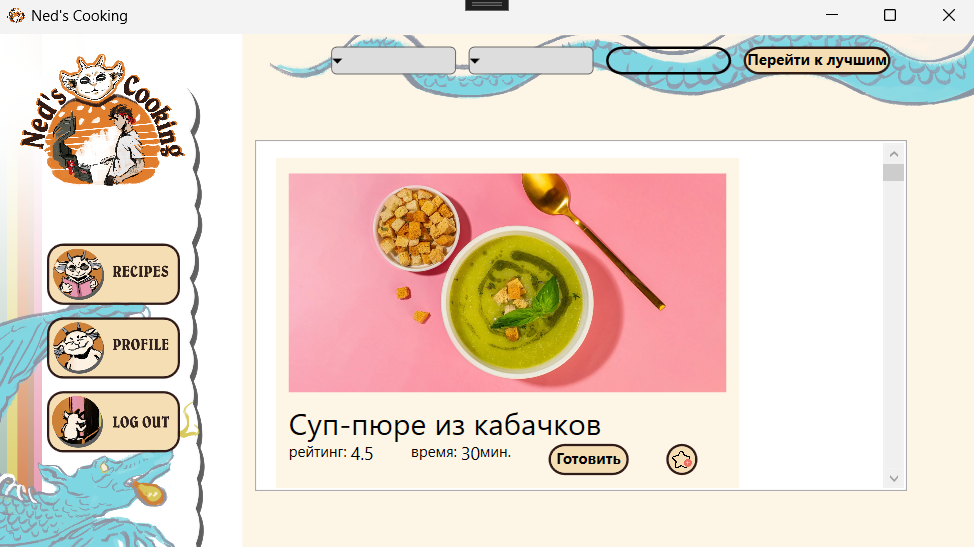 Ned's Cooking
Перейти к лучшим
Ned's Cooking
RECIPES
PROFILE
LOG OUT
Суп-пюре из кабачков
рейтинг: 4.5 время: 30мин. Готовить